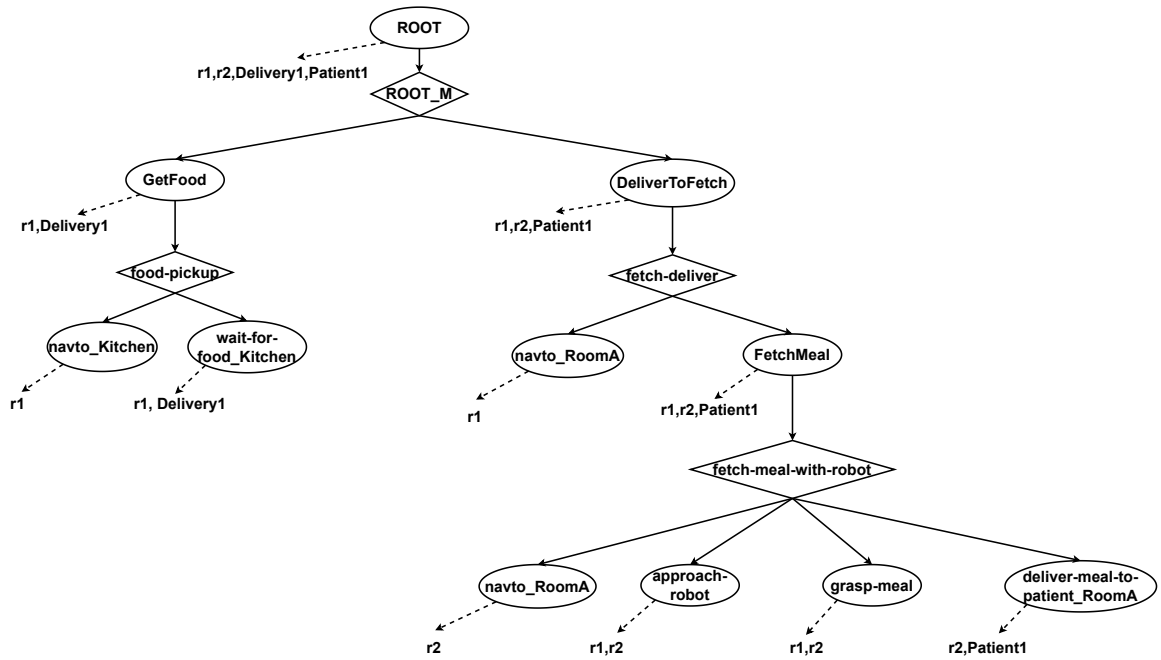 ROOT
r1,r2,Delivery1,Patient1
ROOT_M
GetFood
DeliverToFetch
r1,Delivery1
r1,r2,Patient1
food-pickup
fetch-deliver
navto_Kitchen
wait-for-
food_Kitchen
navto_RoomA
FetchMeal
r1
r1, Delivery1
r1
r1,r2,Patient1
fetch-meal-with-robot
navto_RoomA
approach-
robot
grasp-meal
deliver-meal-to-
patient_RoomA
r2
r1,r2
r1,r2
r2,Patient1